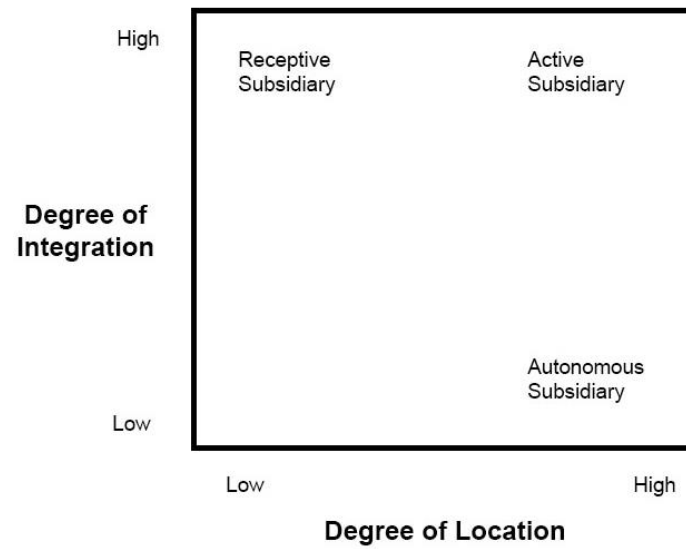 High
Receptive
Subsidiary
Active
Subsidiary
Degree of
Integration
Autonomous
Subsidiary
Low
Low
High
Degree of Location